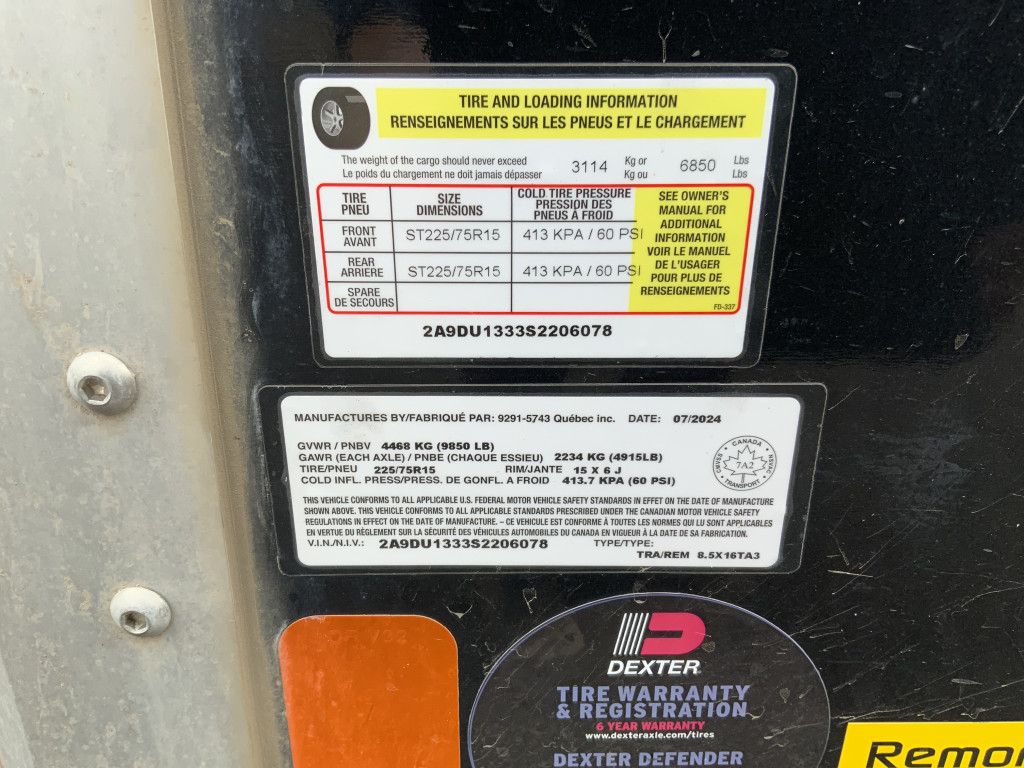 TIRE AND LOADING INFORMATION
RENSEIGNEMENTS SUR LES PNEUS ET LE CHARGEMENT
The weight of the cargo should never exceed 3114 Kg or 6850 Lbs
Le poids du chargement ne doit jamais dépasser Kg ou Lbs
TIRE PNEU SIZE DIMENSIONS COLD TIRE PRESSURE PRESSION DES PNEUS À FROID
FRONT AVANT ST225/75R15 413 KPA / 60 PSI
REAR ARRIERE ST225/75R15 413 KPA / 60 PSI
SPARE DE SECOURS
SEE OWNER'S
MANUAL FOR
ADDITIONAL
INFORMATION
VOIR LE MANUEL
DE L'USAGER
POUR PLUS DE
RENSEIGNEMENTS
FD-337
2A9DU1333S2206078
MANUFACTURES BY/FABRIQUÉ PAR: 9291-5743 Québec inc. DATE: 07/2024
GVWR / PNBV 4468 KG (9850 LB)
GAWR (EACH AXLE) / PNBE (CHAQUE ESSIEU) 2234 KG (4915LB)
TIRE/PNEU 225/75R15 RIM/JANTE 15 X 6 J
COLD INFL. PRESS/PRESS. DE GONFL. A FROID 413.7 KPA (60 PSI)
CANADA
7A2
TRANSPORT
THIS VEHICLE CONFORMS TO ALL APPLICABLE U.S. FEDERAL MOTOR VEHICLE SAFETY STANDARDS IN EFFET ON THE DATE OF MANUFACTURE
SHOWN ABOVE. THIS VEHICLE CONFORMS TO ALL APPLICABLE STANDARDS PRESCRIBED UNDER THE CANADIAN MOTOR VEHICLE SAFETY
REGULATIONS IN EFFECT ON THE DATE OF MANUFACTURE. – CE VEHICULE EST CONFORME À TOUTES LES NORMES QUI LU SONT APPLICABLES
EN VERTUE DU RÈGLEMENT SUR LA SÉCURITÉ DES VÉHICULES AUTOMOBILES DU CANADA EN VIGUEUR À LA DATE DE SA FABRICATION.
V.I.N./N.I.V.: 2A9DU1333S2206078 TYPE/TYPE:
TRA/REM 8.5X16TA3
DEXTER
TIRE WARRANTY
& REGISTRATION
6 YEAR WARRANTY
www.dexteraxle.com/tires
DEXTER DEFENDER
Remor